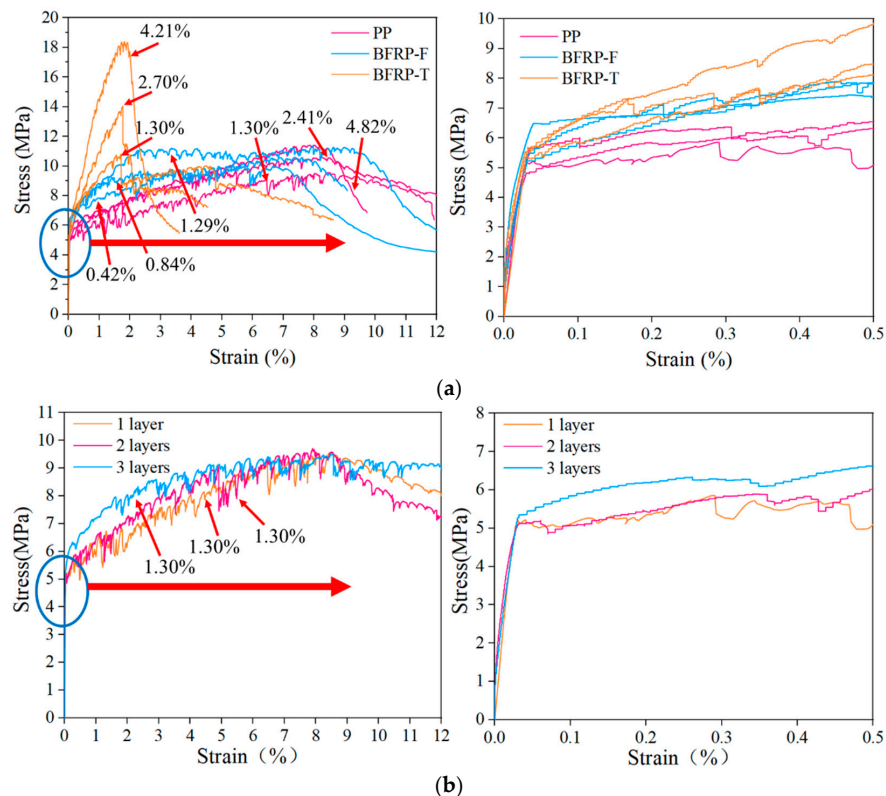 20
18
16
14
12
10
8
6
4
2
0
Stress (MPa)
PP
BFRP-F
BFRP-T
4.21%
2.70%
1.30%
1.30%
2.41%
4.82%
1.29%
0.84%
0.42%
0 1 2 3 4 5 6 7 8 9 10 11 12
Strain (%)
10
9
8
7
6
5
4
3
2
1
0
Stress (MPa)
PP
BFRP-F
BFRP-T
0.0 0.1 0.2 0.3 0.4 0.5
Strain (%)
(a)
11
10
9
8
7
6
5
4
3
2
1
0
Stress(MPa)
1 layer
2 layers
3 layers
1.30%
1.30%
1.30%
0 1 2 3 4 5 6 7 8 9 10 11 12
Strain（%）
8
7
6
5
4
3
2
1
0
Stress(MPa)
1 layer
2 layers
3 layers
0.0 0.1 0.2 0.3 0.4 0.5
Strain（%）
(b)